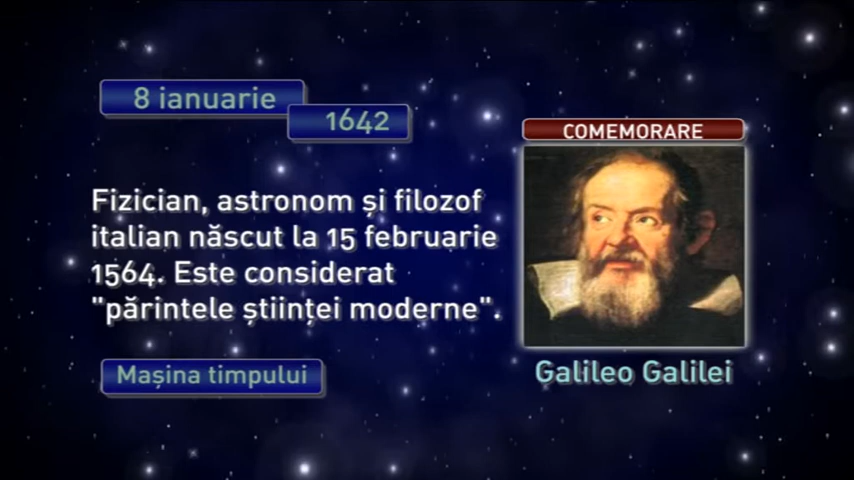 8 ianuarie
1642
COMEMORARE
Fizician, astronom și filozof
italian născut la 15 februarie
1564. Este considerat
"părintele științei moderne".
Galileo Galilei
Mașina timpului